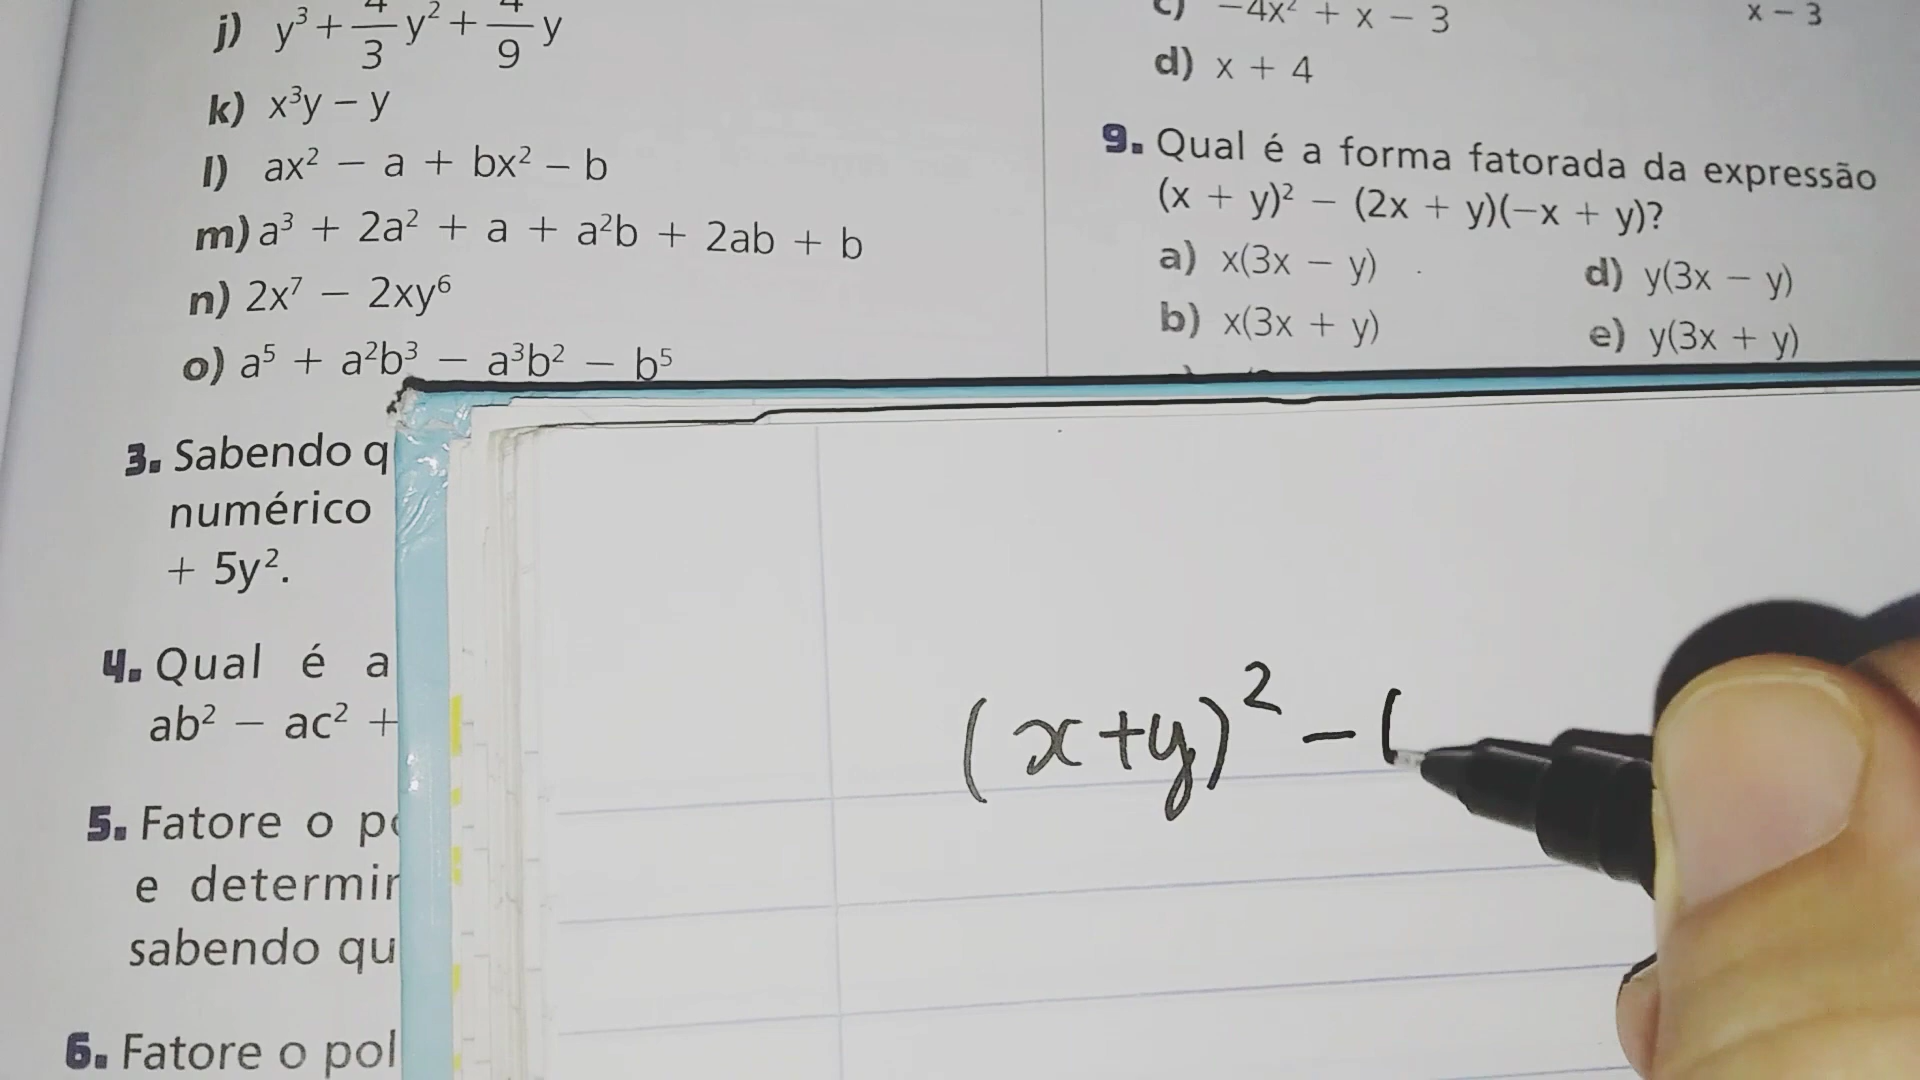 j) y³ + 4/3 y² + 4/9 y
k) x³y – y
l) ax² – a + bx² – b
m) a³ + 2a² + a + a²b + 2ab + b
n) 2x⁷ – 2xy⁶
o) a⁵ + a²b³ – a³b² – b⁵
3. Sabendo q
numérico
+ 5y².
4. Qual é a
ab² – ac² +
5. Fatore o p
e determin
sabendo qu
6. Fatore o pol
c) –4x² + x – 3
x – 3
d) x + 4
9. Qual é a forma fatorada da expressão
(x + y)² – (2x + y)(–x + y)?
a) x(3x – y)
d) y(3x – y)
b) x(3x + y)
e) y(3x + y)
(x+y)² – (